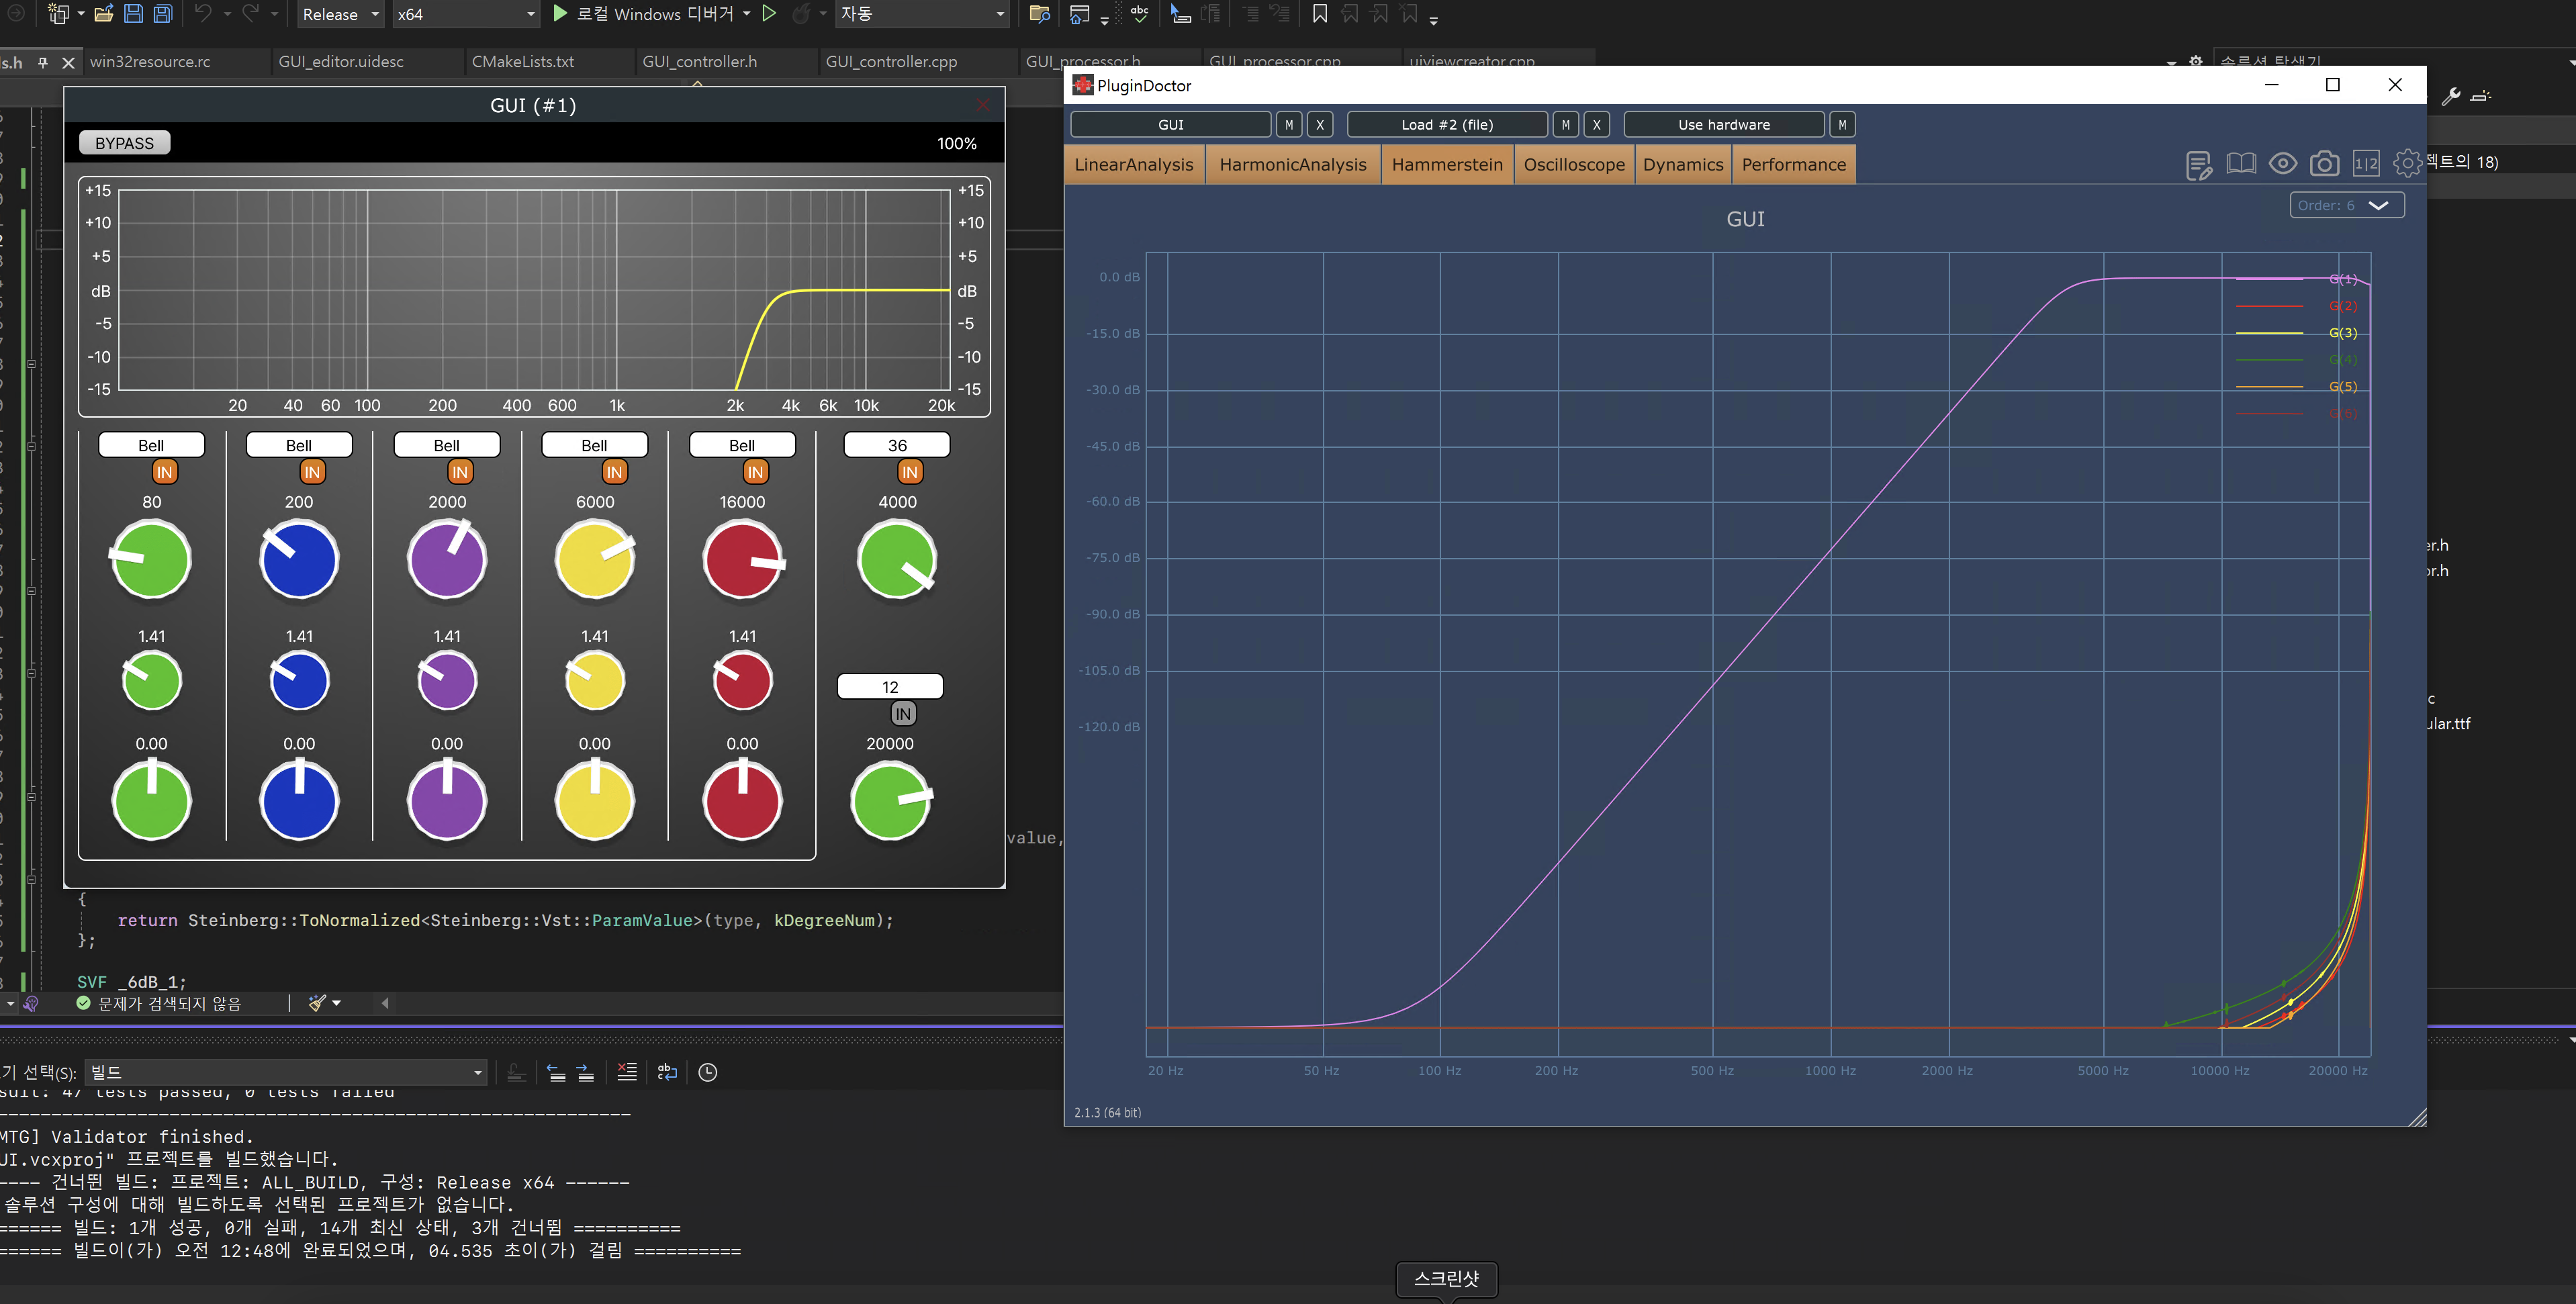 Release
x64
로컬 Windows 디버거
자동
s.h
win32resource.rc
GUI_editor.uidesc
CMakeLists.txt
GUI_controller.h
GUI_controller.cpp
GUI_processor.h
GUI_processor.cpp
uiviewcreator.cpp
솔루션 탐색기
GUI (#1)
BYPASS
100%
+15
+15
+10
+10
+5
+5
dB
dB
-5
-5
-10
-10
-15
-15
20 40 60 100 200 400 600 1k 2k 4k 6k 10k 20k
Bell Bell Bell Bell Bell 36
IN IN IN IN IN IN
80 200 2000 6000 16000 4000
1.41 1.41 1.41 1.41 1.41
12
IN
0.00 0.00 0.00 0.00 0.00 20000
PluginDoctor
GUI M X Load #2 (file) M X Use hardware M
LinearAnalysis HarmonicAnalysis Hammerstein Oscilloscope Dynamics Performance
1|2
Order: 6
GUI
0.0 dB
-15.0 dB
-30.0 dB
-45.0 dB
-60.0 dB
-75.0 dB
-90.0 dB
-105.0 dB
-120.0 dB
G(1)
G(2)
G(3)
G(4)
G(5)
G(6)
20 Hz 50 Hz 100 Hz 200 Hz 500 Hz 1000 Hz 2000 Hz 5000 Hz 10000 Hz 20000 Hz
2.1.3 (64 bit)
젝트의 18)
er.h
or.h
c
ular.ttf
value,
{
return Steinberg::ToNormalized<Steinberg::Vst::ParamValue>(type, kDegreeNum);
};
SVF _6dB_1;
문제가 검색되지 않음
기 선택(S): 빌드
sult: 47 tests passed, 0 tests failed
MTG] Validator finished.
UI.vcxproj" 프로젝트를 빌드했습니다.
---- 건너뛴 빌드: 프로젝트: ALL_BUILD, 구성: Release x64 ------
솔루션 구성에 대해 빌드하도록 선택된 프로젝트가 없습니다.
====== 빌드: 1개 성공, 0개 실패, 14개 최신 상태, 3개 건너뜀 ==========
====== 빌드이(가) 오전 12:48에 완료되었으며, 04.535 초이(가) 걸림 ==========
스크린샷